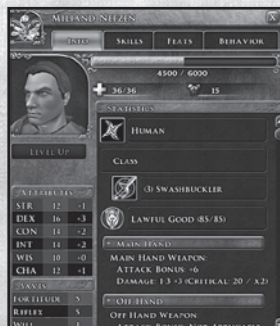 MILIAND NEFZEN
INFO SKILLS FEATS BEHAVIOR
4500 / 6000
36/36 15
LEVEL UP
STATISTICS
HUMAN
CLASS
(3) SWASHBUCKLER
LAWFUL GOOD (85/85)
ATTRIBUTES
STR 12 +1
DEX 16 +3
CON 14 +2
INT 14 +2
WIS 10 +0
CHA 12 +1
SAVES
FORTITUDE 5
REFLEX 5
WILL
MAIN HAND
MAIN HAND WEAPON:
ATTACK BONUS: +6
DAMAGE: 1-3 +3 (CRITICAL: 20 / X2)
OFF HAND
OFF HAND WEAPON